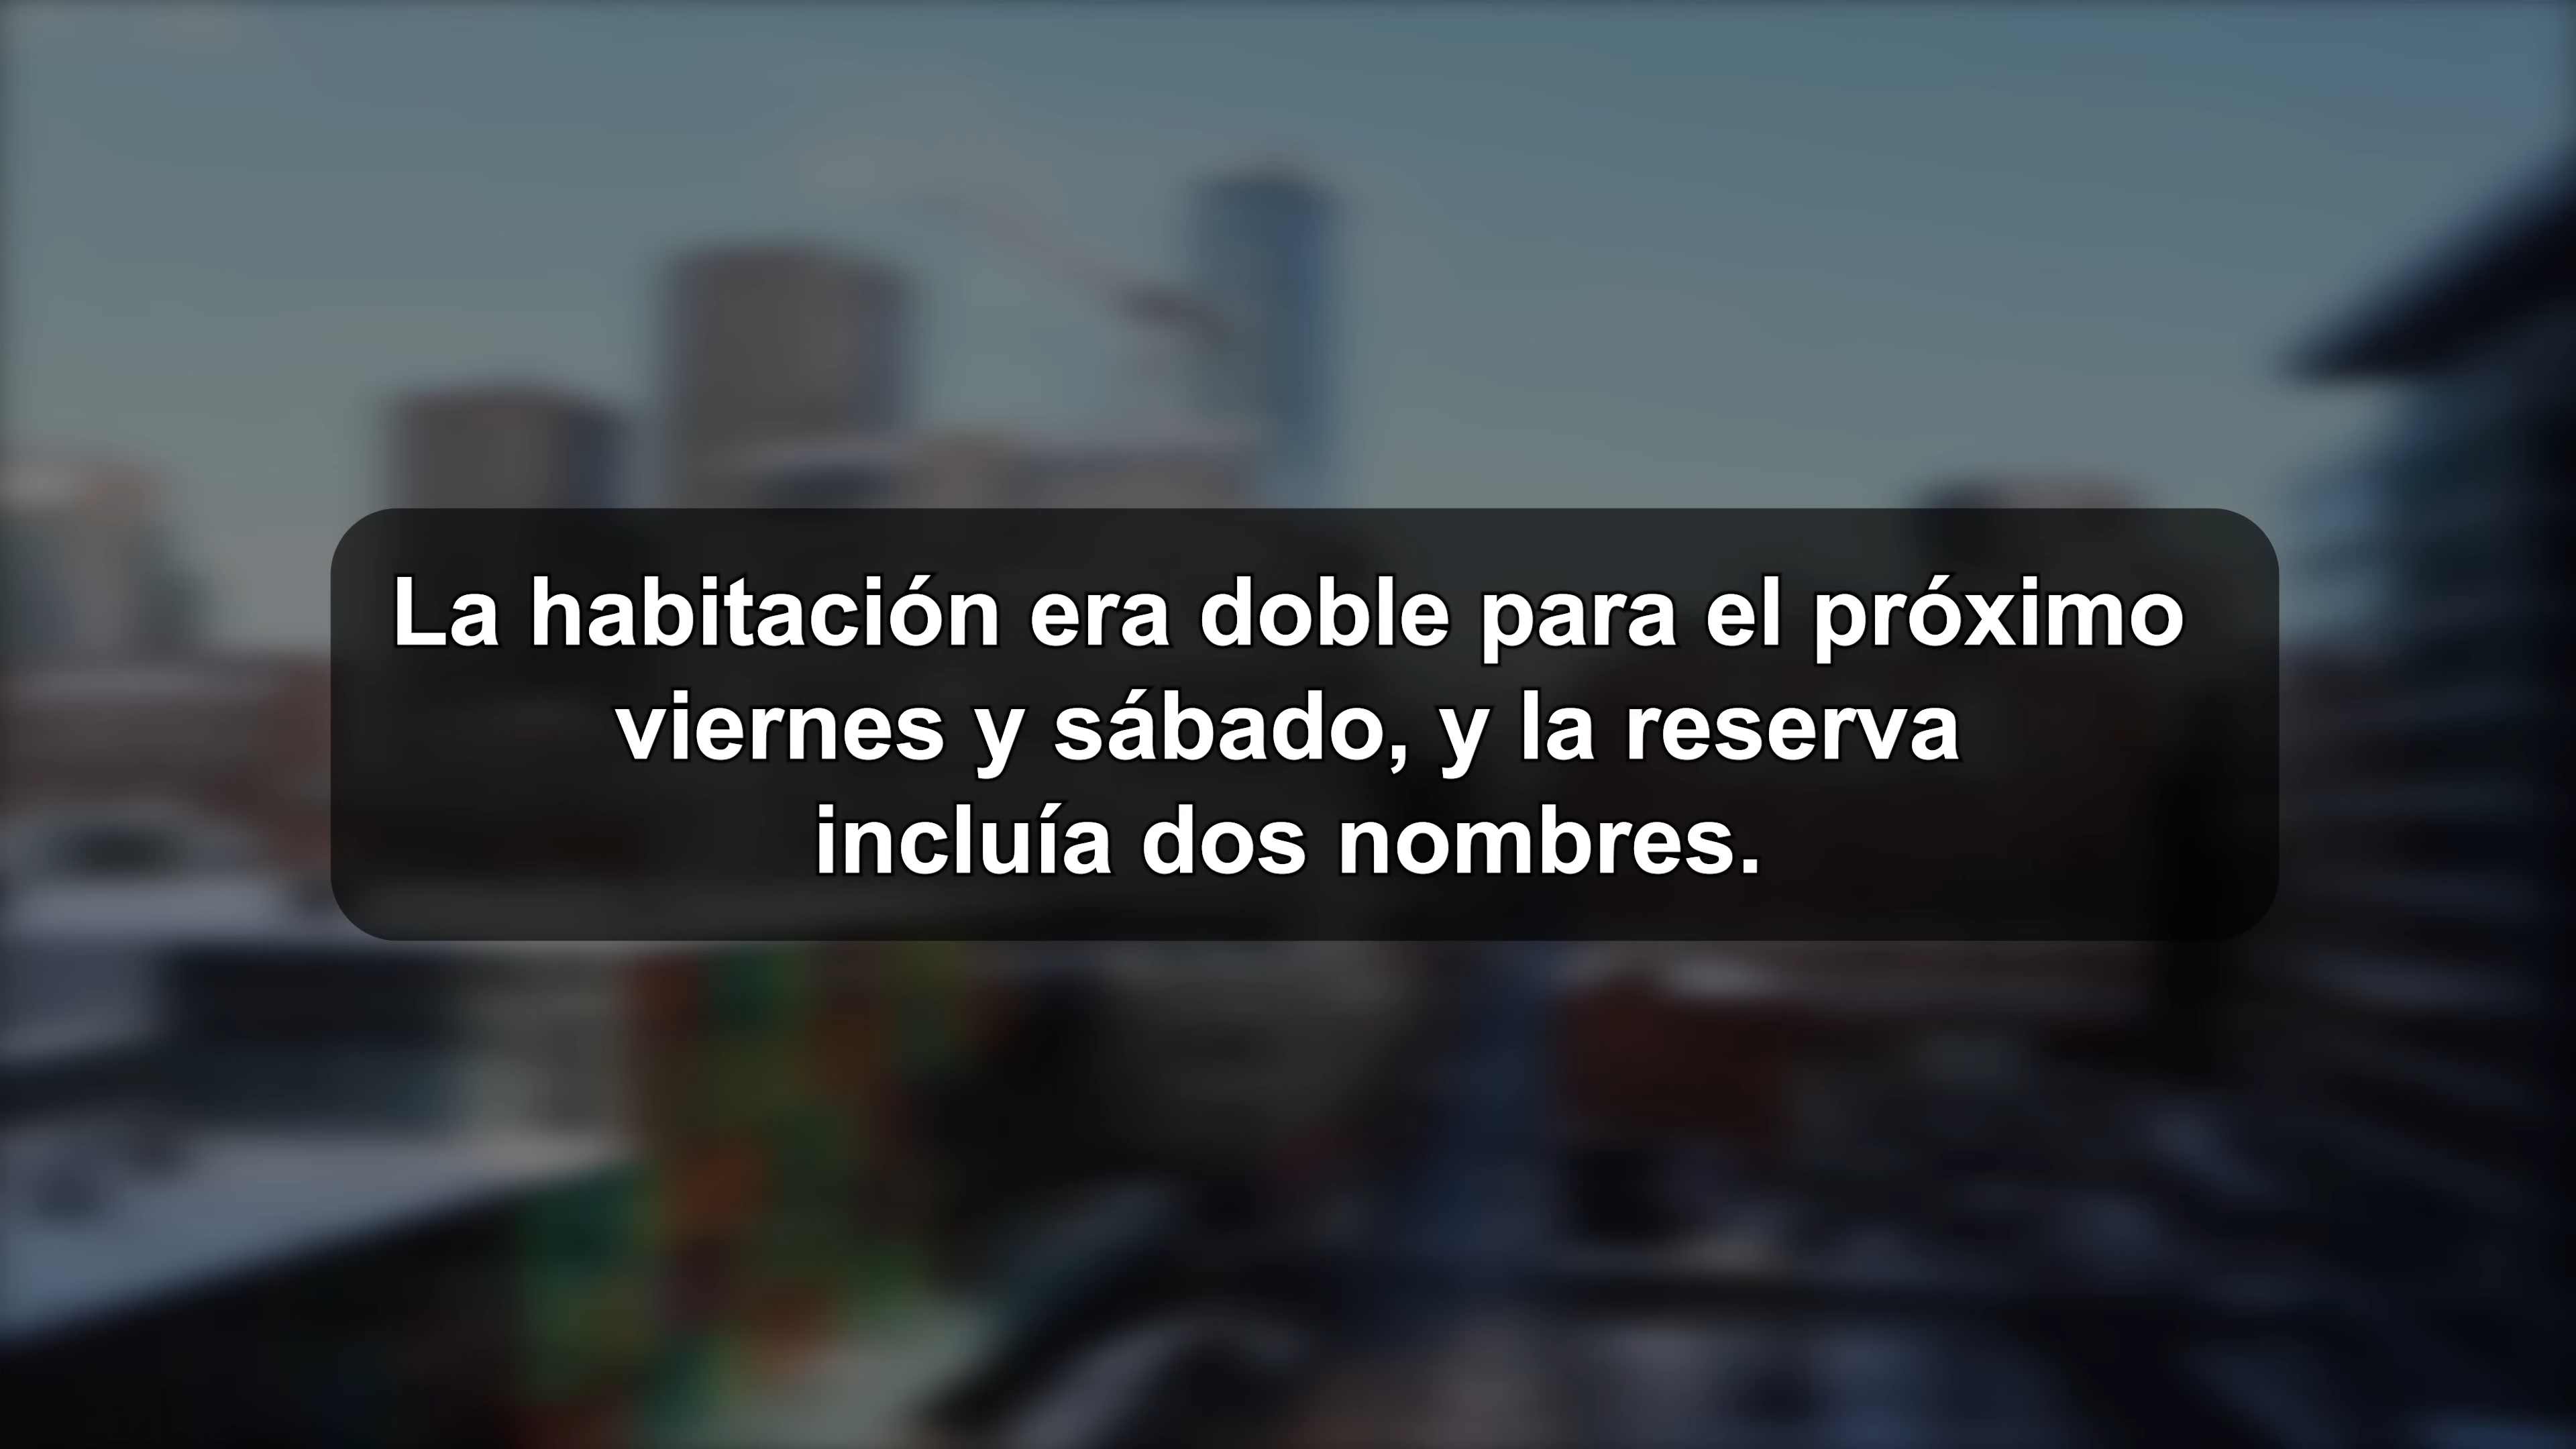 La habitación era doble para el próximo
viernes y sábado, y la reserva
incluía dos nombres.